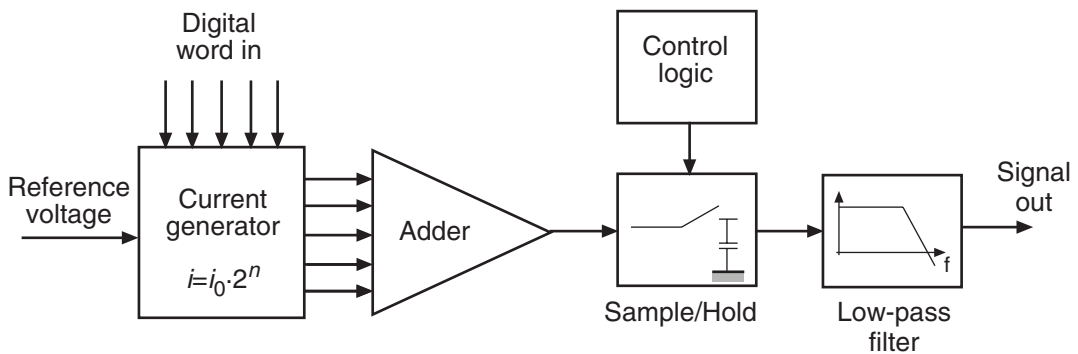 Digital
word in
Reference
voltage
Current
generator
i=i₀·2ⁿ
Adder
Control
logic
Sample/Hold
f
Low-pass
filter
Signal
out